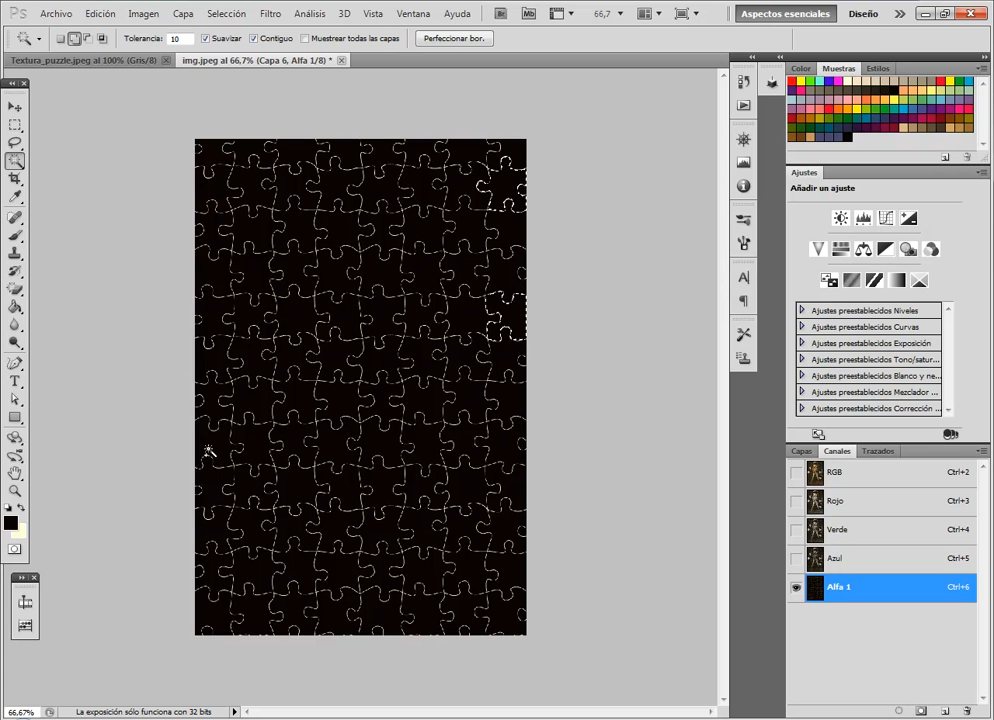 Ps Archivo Edición Imagen Capa Selección Filtro Análisis 3D Vista Ventana Ayuda Br Mb 66,7 Aspectos esenciales Diseño
Tolerancia: 10 Suavizar Contiguo Muestrear todas las capas Perfeccionar bor.
Textura_puzzle.jpeg al 100% (Gris/8) img.jpeg al 66,7% (Capa 6, Alfa 1/8) *
Color Muestras Estilos
Ajustes
Añadir un ajuste
Ajustes preestablecidos Niveles
Ajustes preestablecidos Curvas
Ajustes preestablecidos Exposición
Ajustes preestablecidos Tono/satur...
Ajustes preestablecidos Blanco y ne...
Ajustes preestablecidos Mezclador ...
Ajustes preestablecidos Corrección ...
Capas Canales Trazados
RGB Ctrl+2
Rojo Ctrl+3
Verde Ctrl+4
Azul Ctrl+5
Alfa 1 Ctrl+6
66,67% La exposición sólo funciona con 32 bits